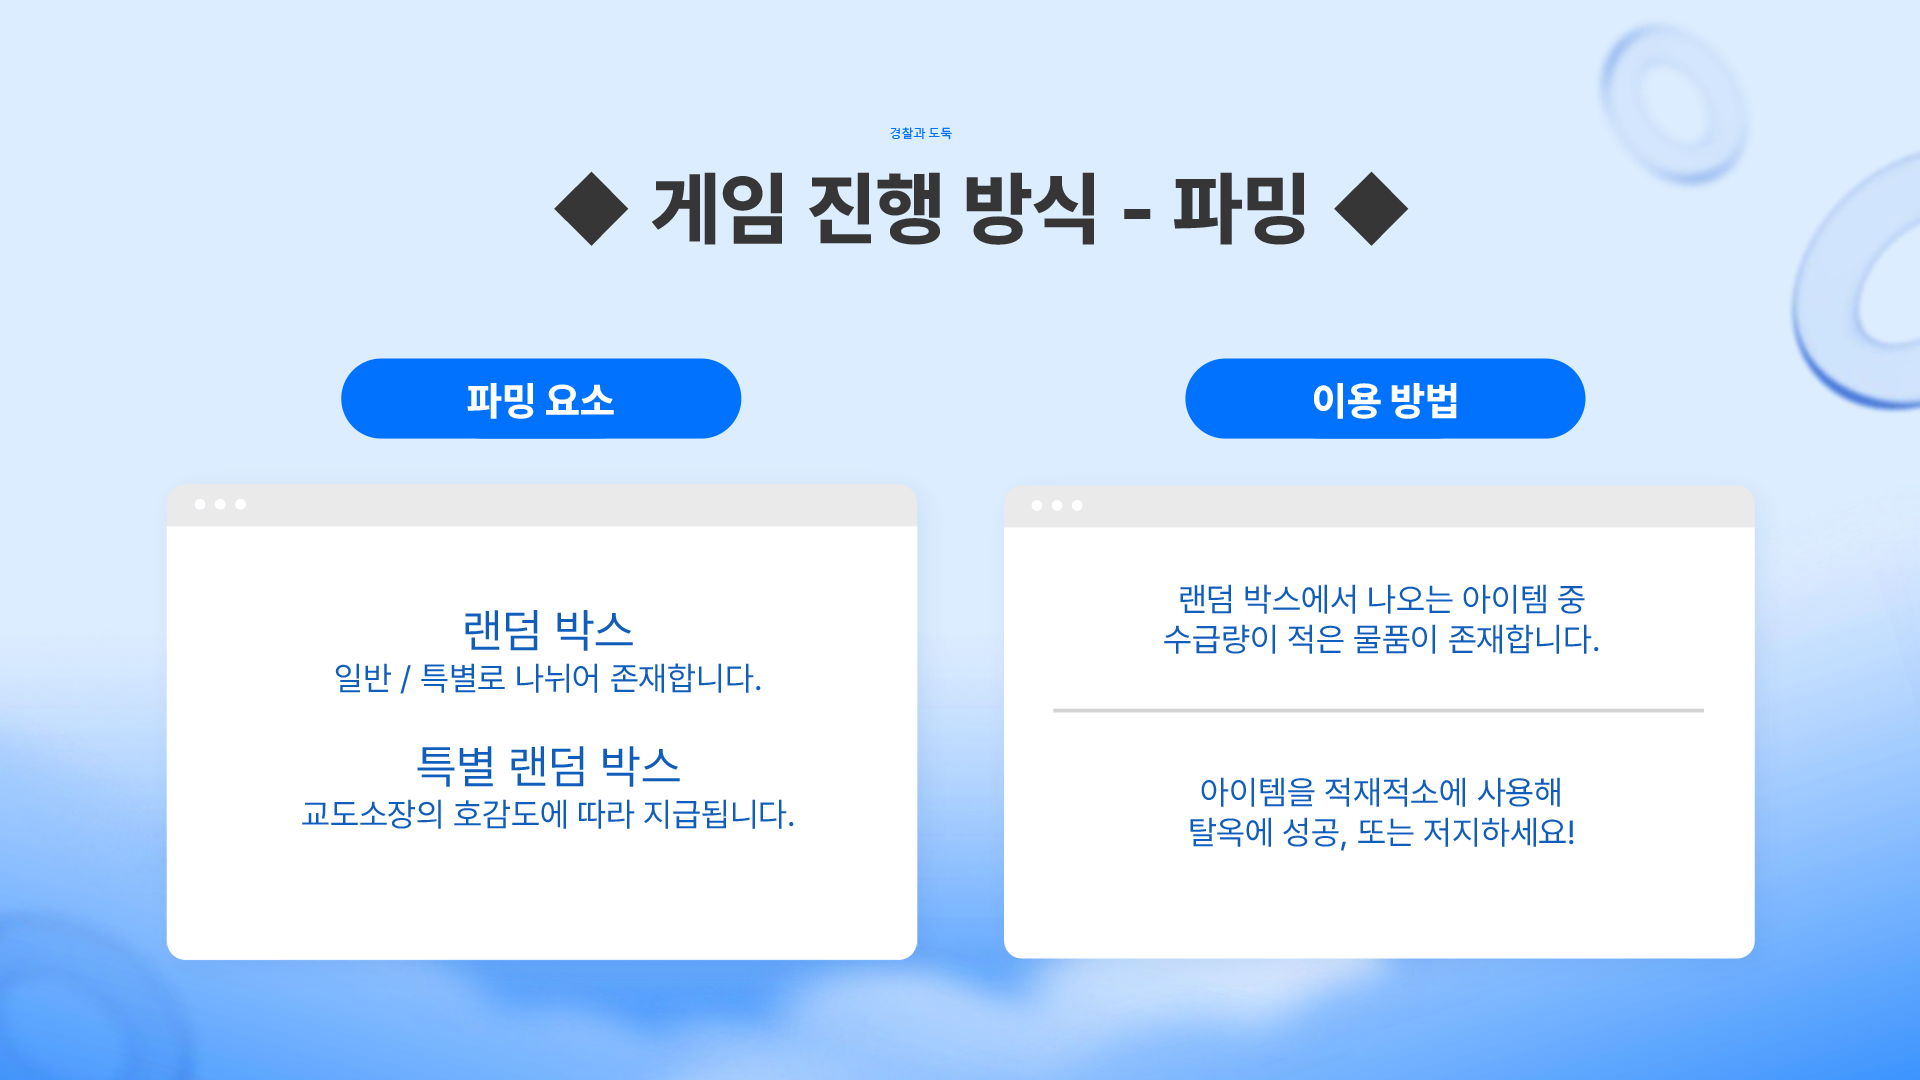 경찰과 도둑
◆ 게임 진행 방식 - 파밍 ◆
파밍 요소
랜덤 박스
일반 / 특별로 나뉘어 존재합니다.
특별 랜덤 박스
교도소장의 호감도에 따라 지급됩니다.
이용 방법
랜덤 박스에서 나오는 아이템 중
수급량이 적은 물품이 존재합니다.
아이템을 적재적소에 사용해
탈옥에 성공, 또는 저지하세요!